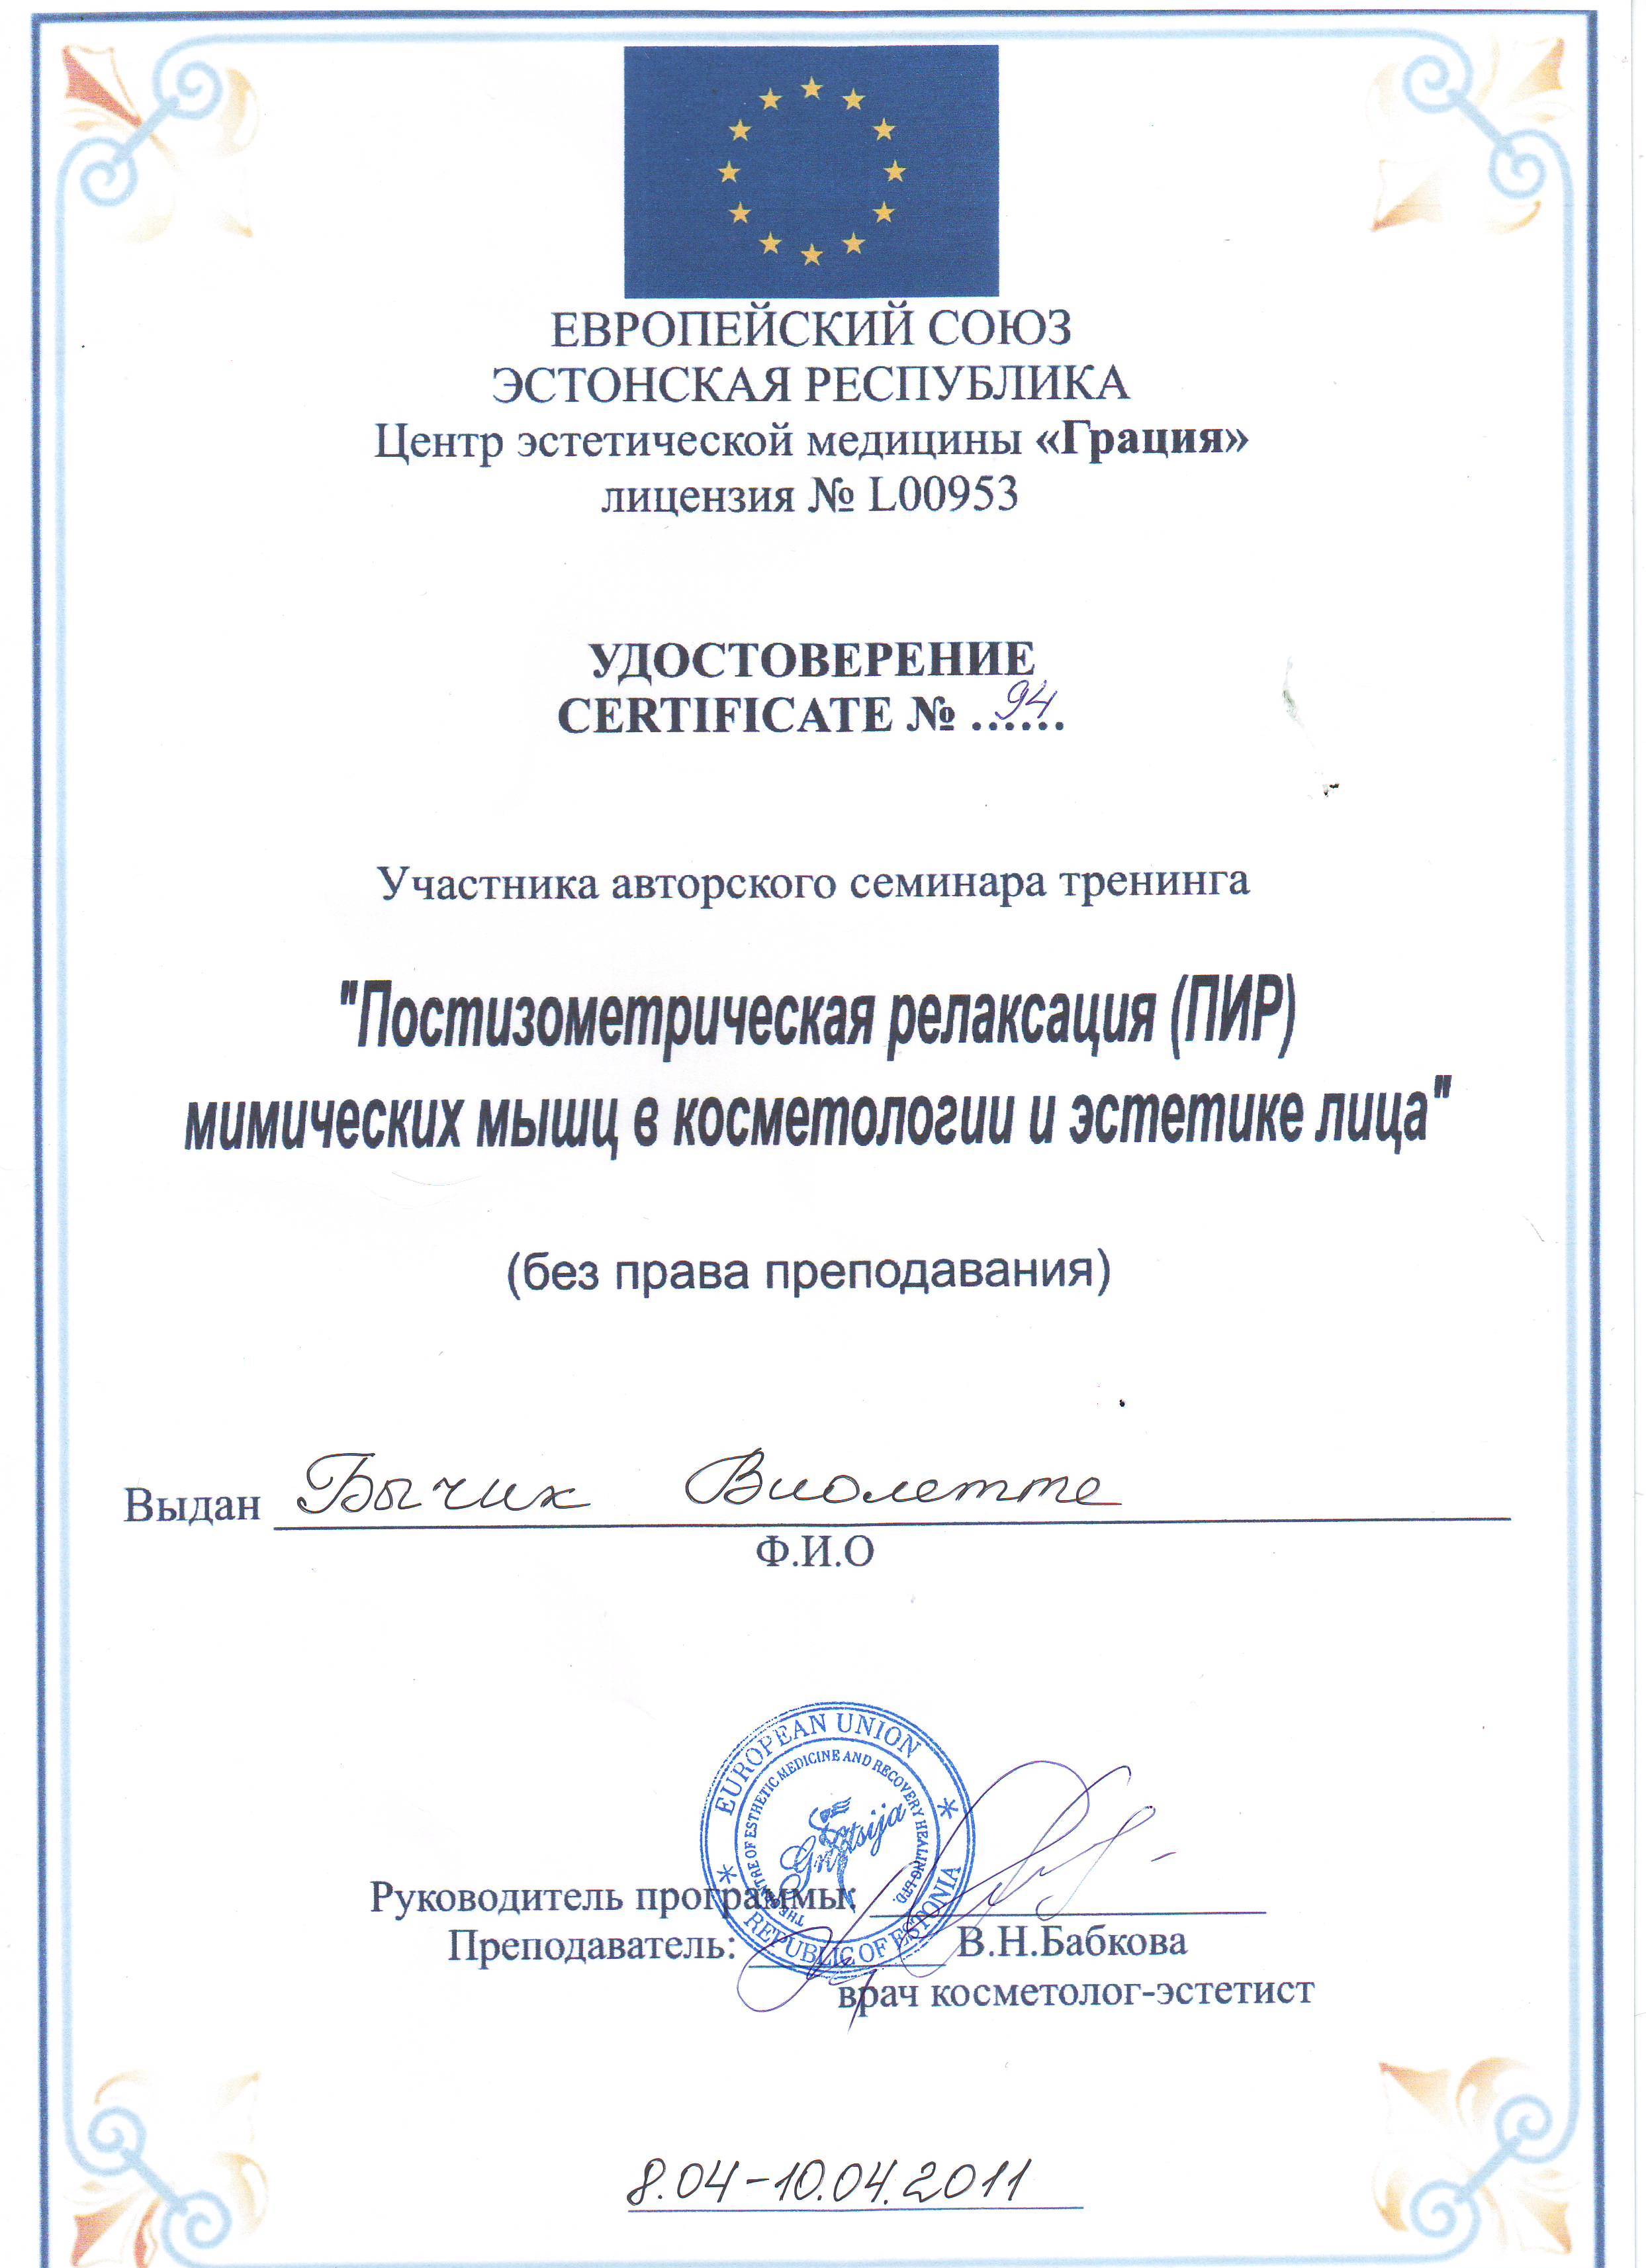 ЕВРОПЕЙСКИЙ СОЮЗ
ЭСТОНСКАЯ РЕСПУБЛИКА
Центр эстетической медицины «Грация»
лицензия № L00953
УДОСТОВЕРЕНИЕ
CERTIFICATE № ...... 94
Участника авторского семинара тренинга
"Постизометрическая релаксация (ПИР)
мимических мышц в косметологии и эстетике лица"
(без права преподавания)
Выдан Бычик Виолетте
Ф.И.О
EUROPEAN UNION
THE CENTRE OF ESTHETIC MEDICINE AND RECOVERY HEALING LTD.
Gratsija
REPUBLIC OF ESTONIA
Руководитель программы:
Преподаватель: В.Н.Бабкова
врач косметолог-эстетист
8.04-10.04.2011